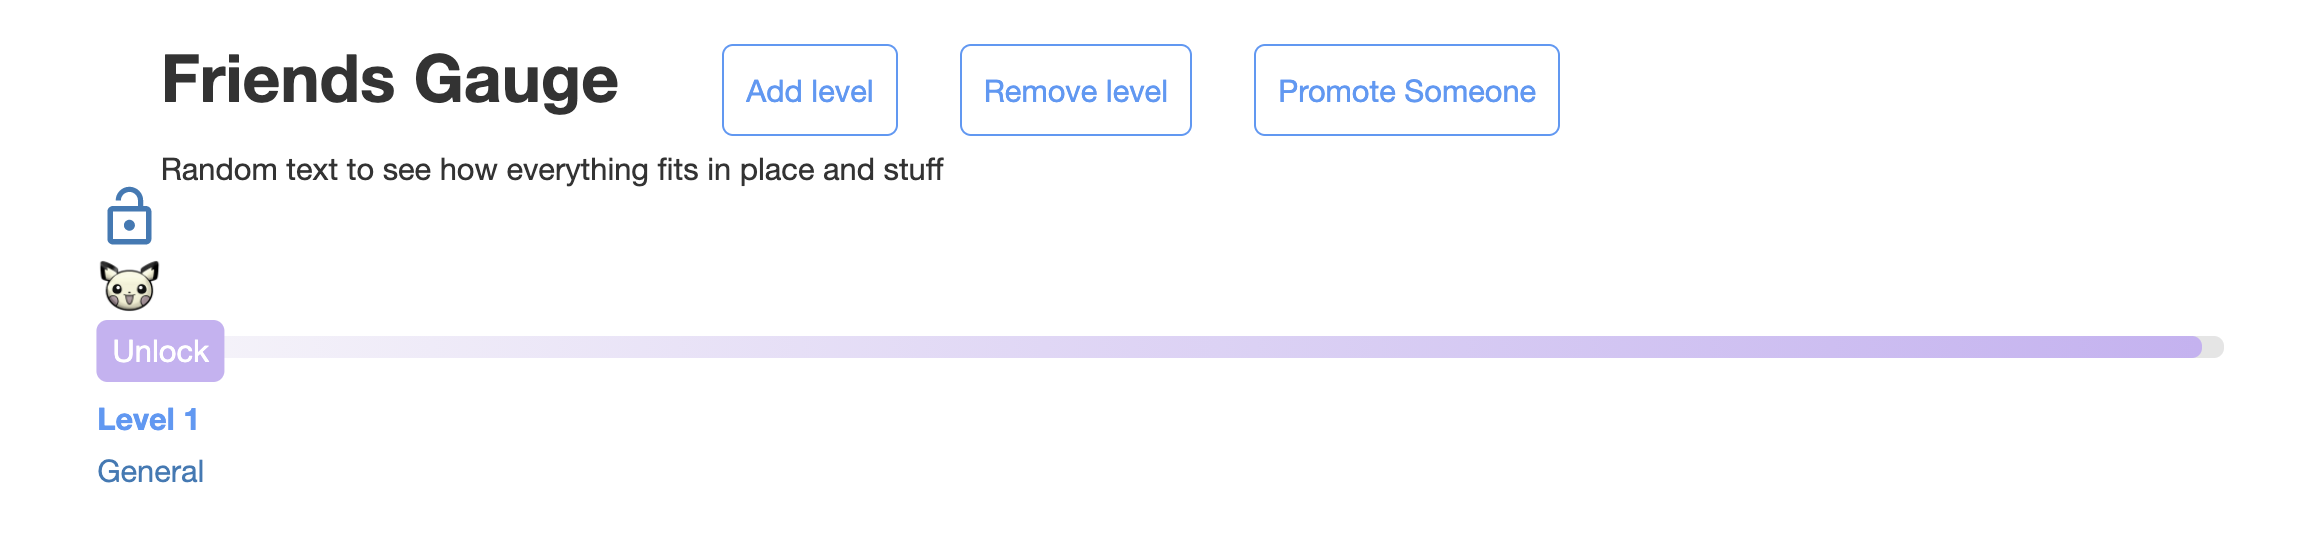 Friends Gauge
Add level
Remove level
Promote Someone
Random text to see how everything fits in place and stuff
Unlock
Level 1
General